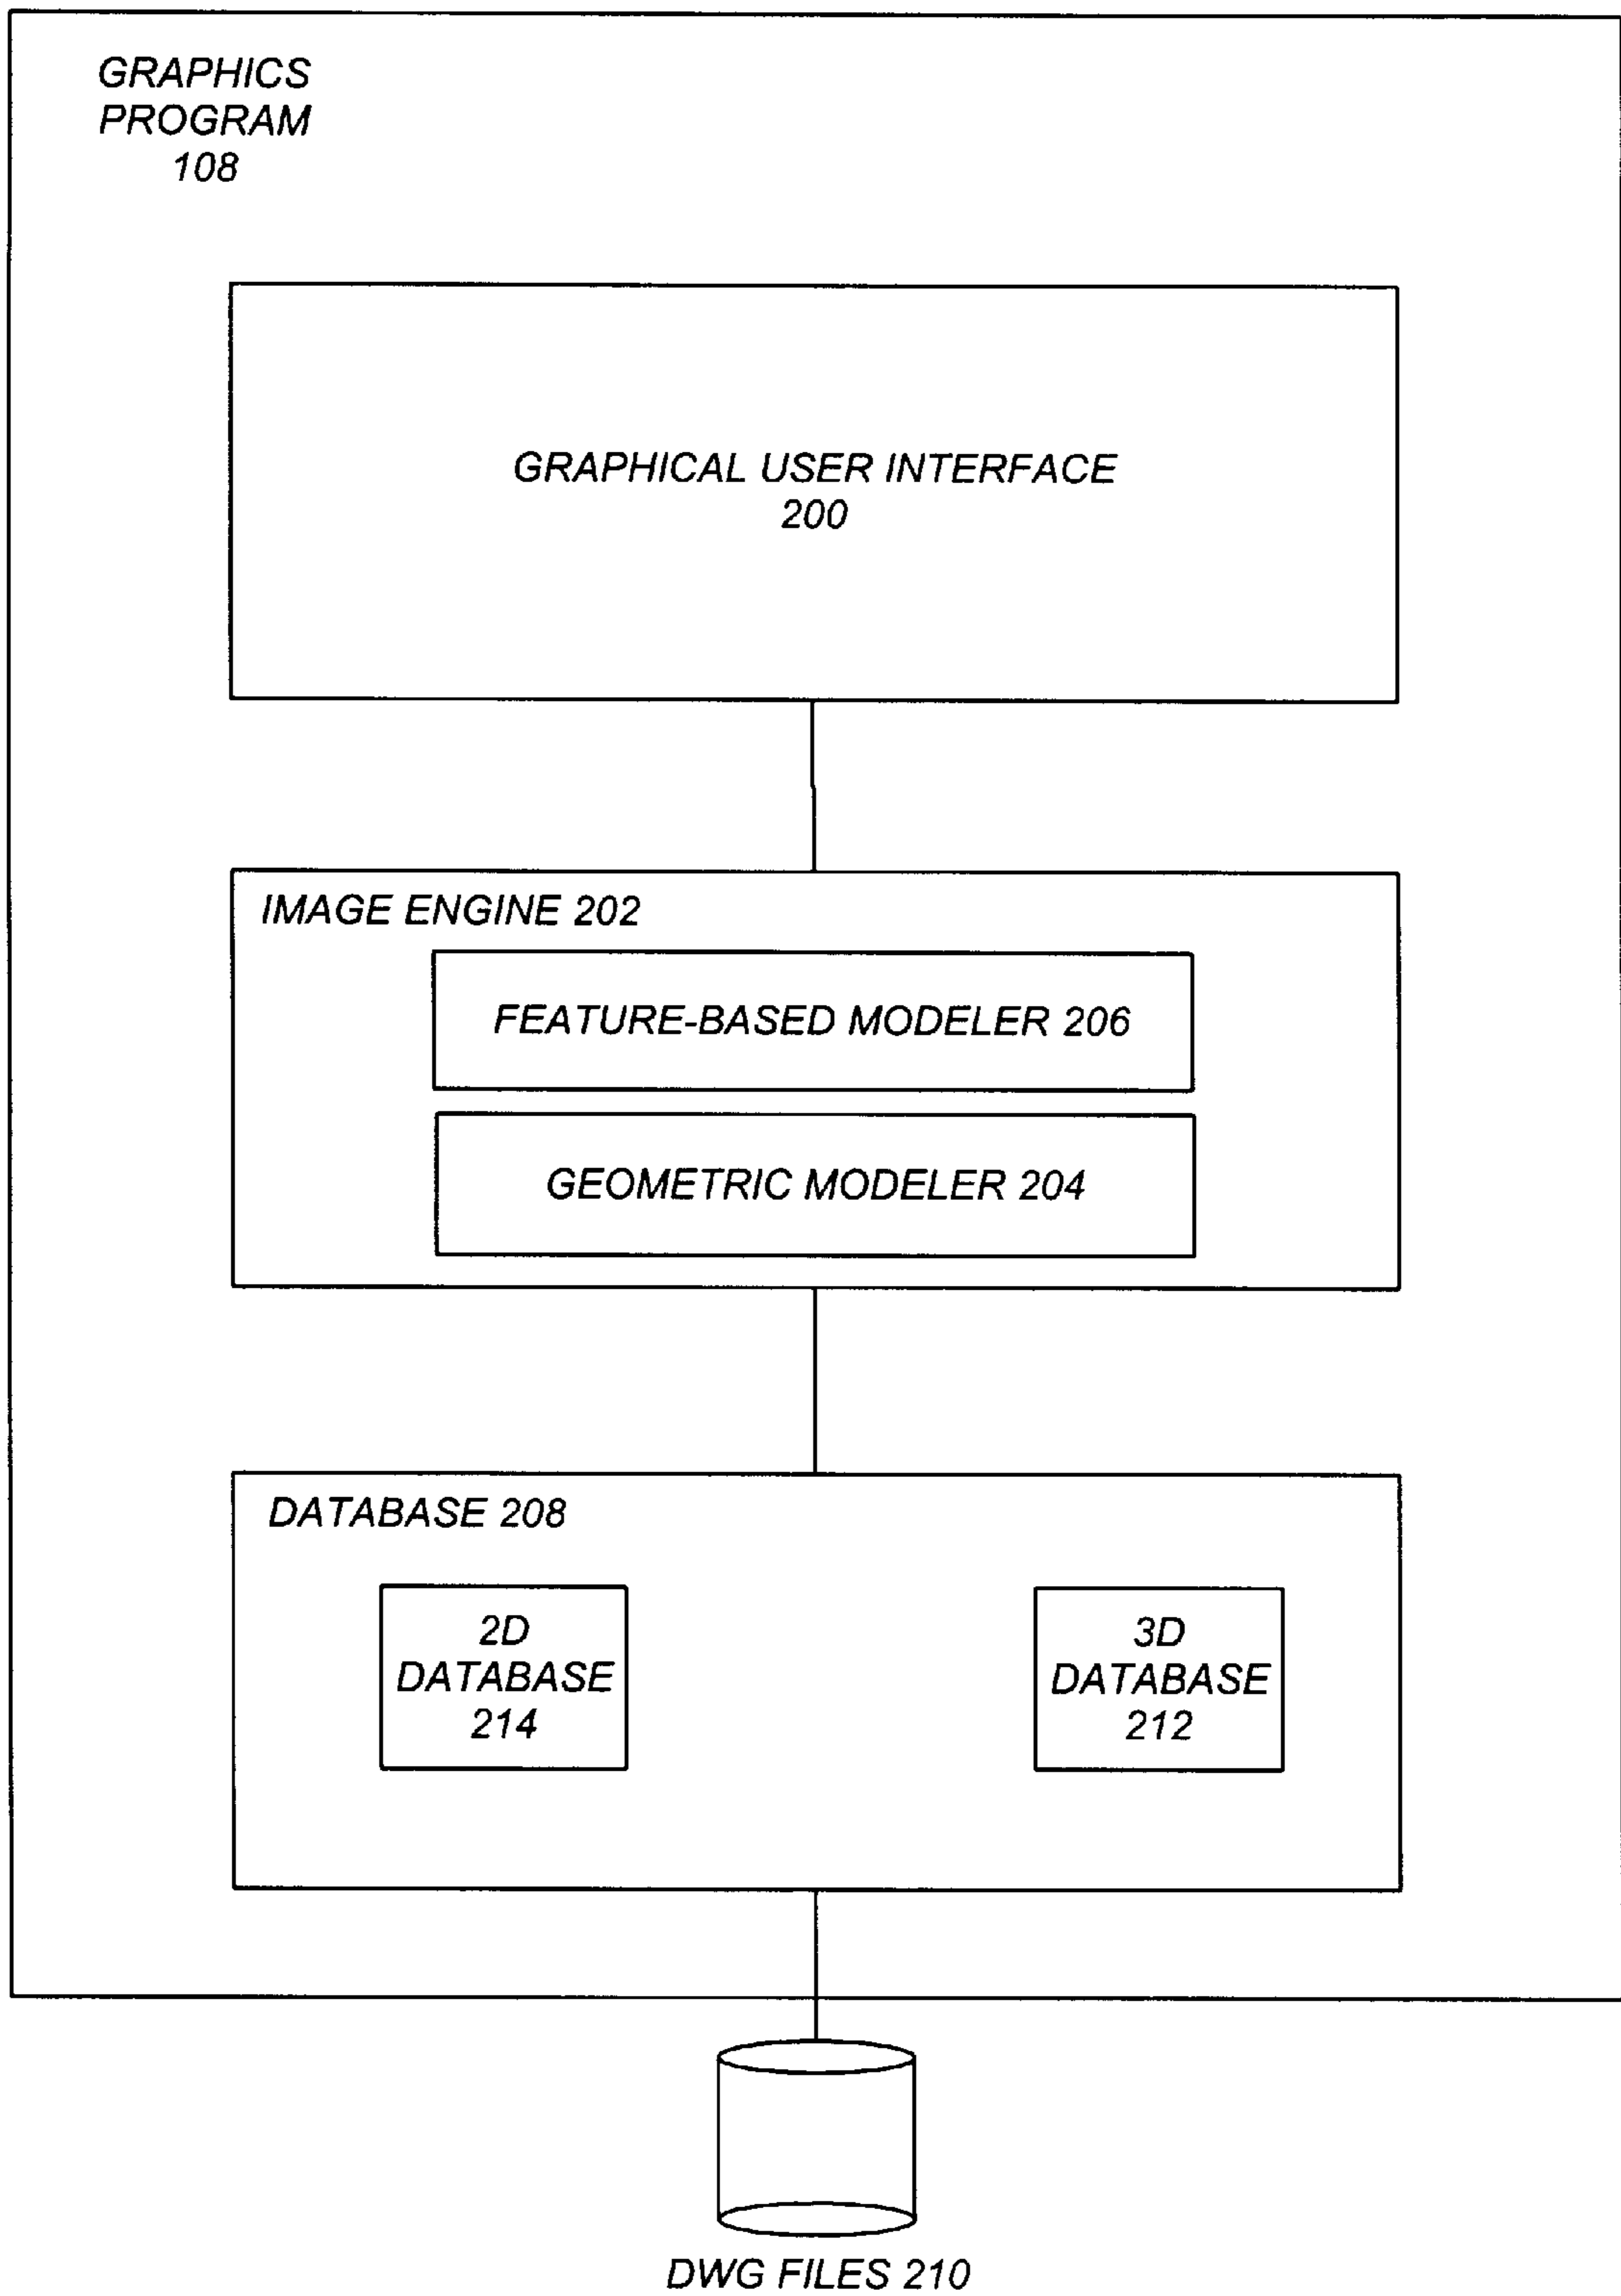 GRAPHICS
PROGRAM
108
GRAPHICAL USER INTERFACE
200
IMAGE ENGINE 202
FEATURE-BASED MODELER 206
GEOMETRIC MODELER 204
DATABASE 208
2D
DATABASE
214
3D
DATABASE
212
DWG FILES 210